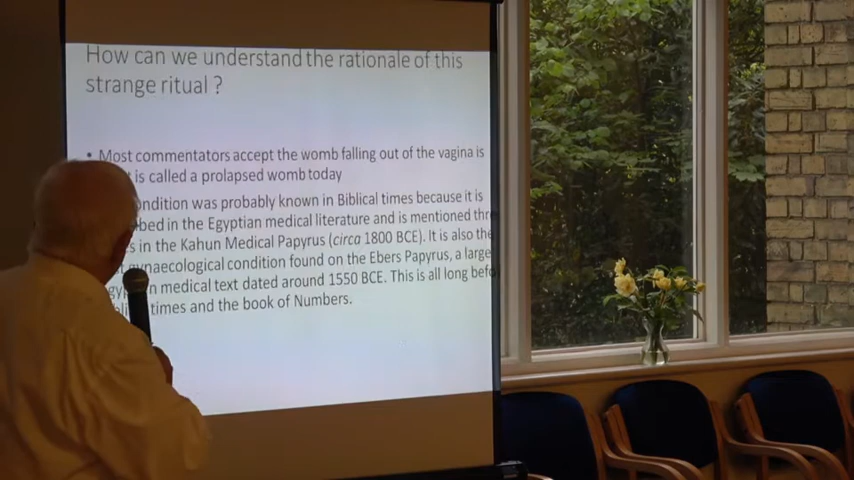 How can we understand the rationale of this
strange ritual ?
• Most commentators accept the womb falling out of the vagina is
is called a prolapsed womb today
ondition was probably known in Biblical times because it is
bed in the Egyptian medical literature and is mentioned thr
in the Kahun Medical Papyrus (circa 1800 BCE). It is also the
gynaecological condition found on the Ebers Papyrus, a large
n medical text dated around 1550 BCE. This is all long befo
times and the book of Numbers.